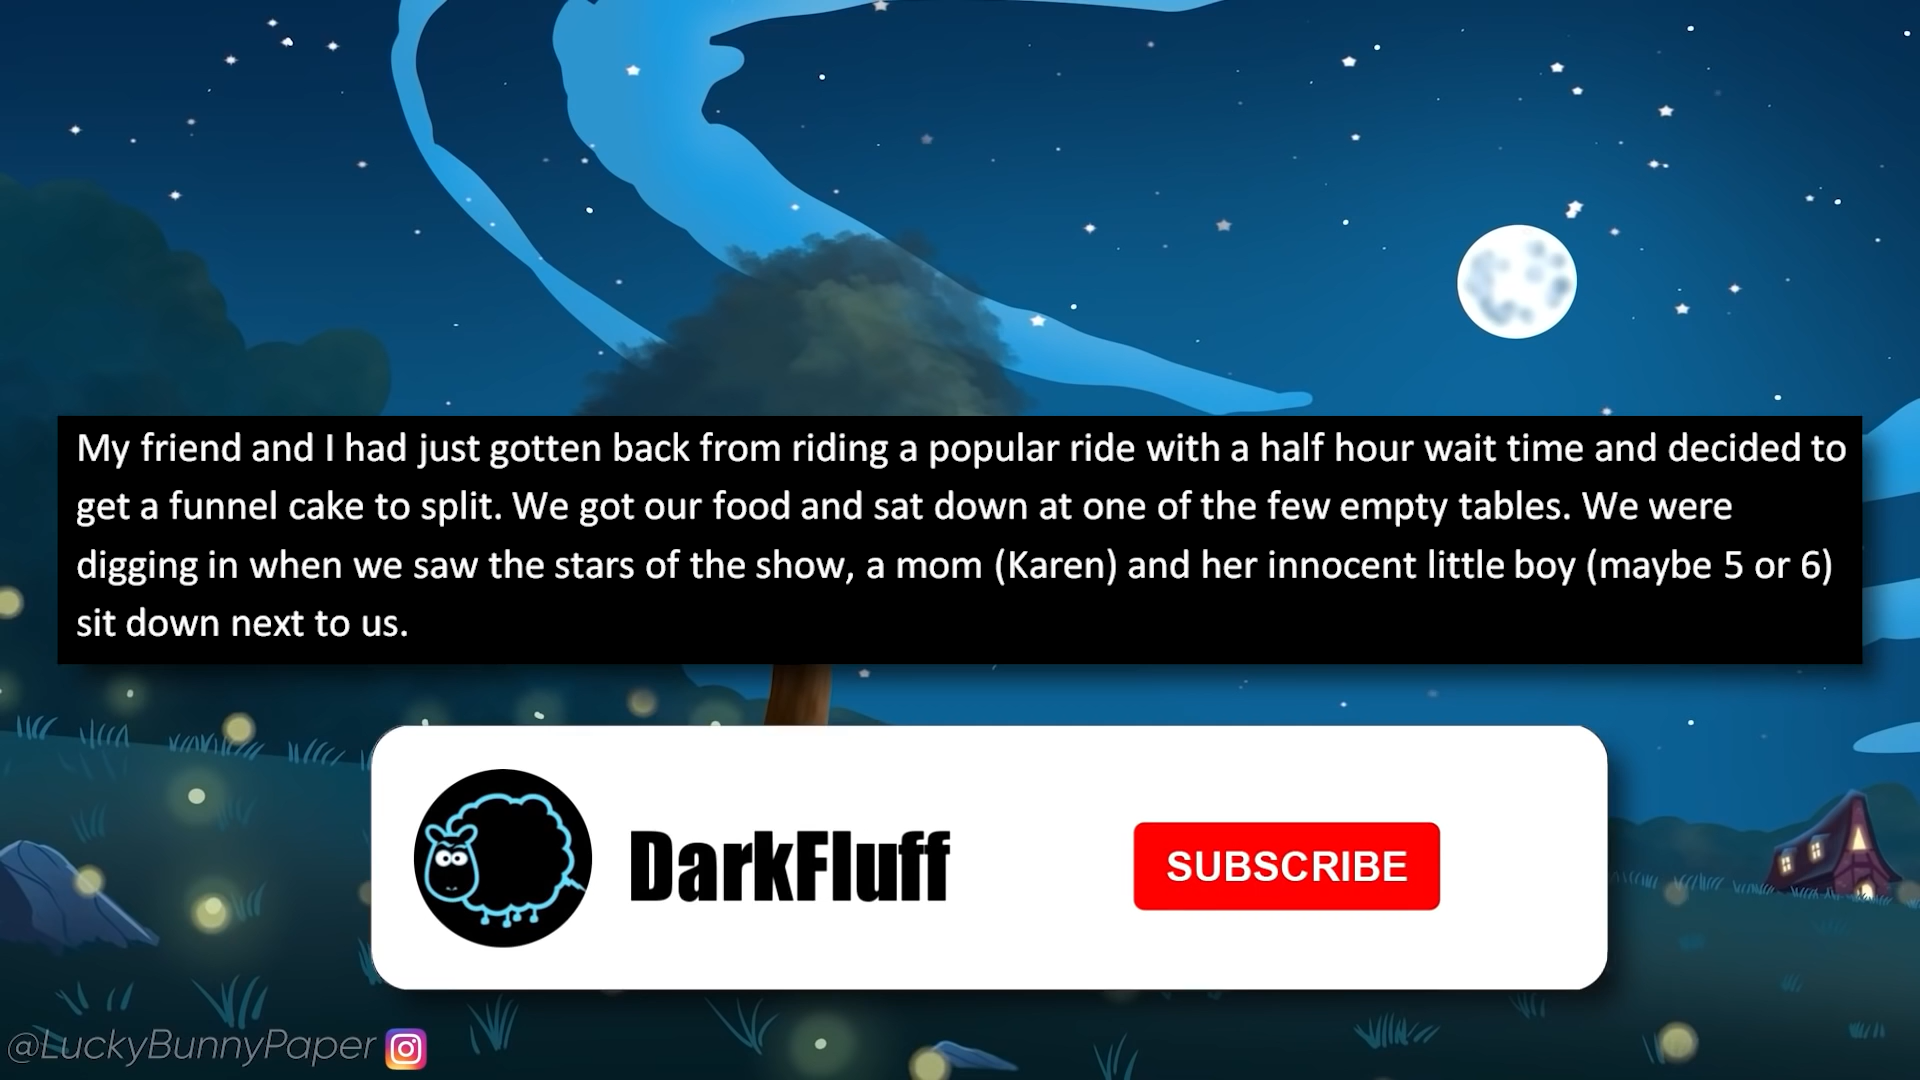 My friend and I had just gotten back from riding a popular ride with a half hour wait time and decided to
get a funnel cake to split. We got our food and sat down at one of the few empty tables. We were
digging in when we saw the stars of the show, a mom (Karen) and her innocent little boy (maybe 5 or 6)
sit down next to us.
DarkFluff
SUBSCRIBE
@LuckyBunnyPaper